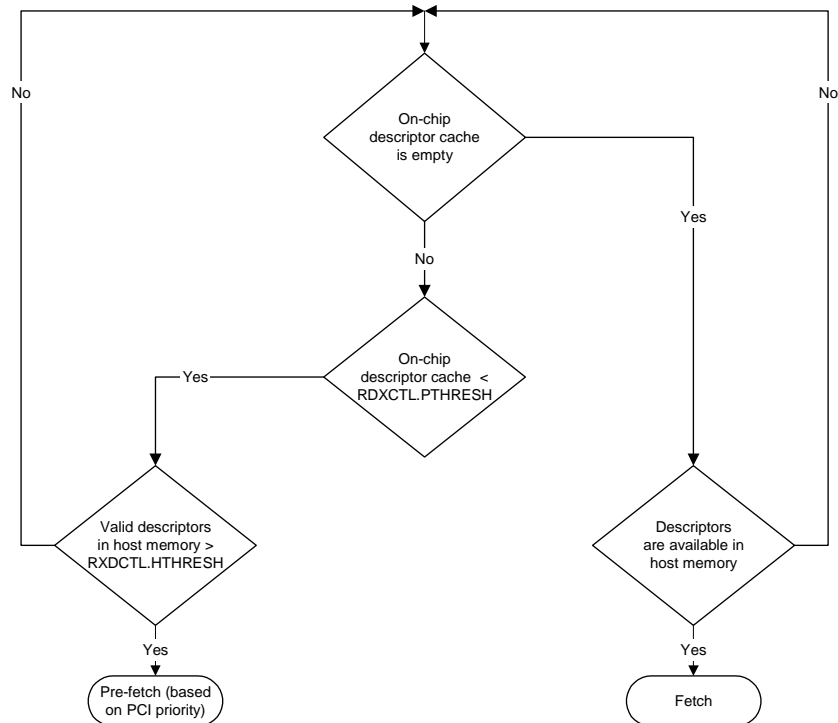 No
No
On-chip
descriptor cache
is empty
Yes
No
On-chip
descriptor cache <
RDXCTL.PTHRESH
Yes
Valid descriptors
in host memory >
RXDCTL.HTHRESH
Descriptors
are available in
host memory
Yes
Yes
Pre-fetch (based
on PCI priority)
Fetch